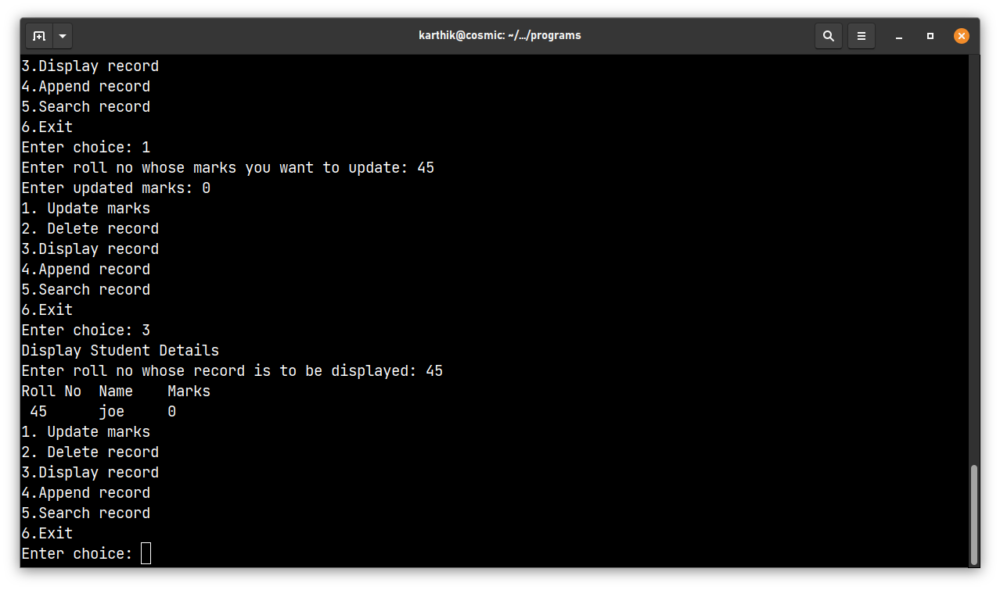 karthik@cosmic: ~/.../programs
3.Display record
4.Append record
5.Search record
6.Exit
Enter choice: 1
Enter roll no whose marks you want to update: 45
Enter updated marks: 0
1. Update marks
2. Delete record
3.Display record
4.Append record
5.Search record
6.Exit
Enter choice: 3
Display Student Details
Enter roll no whose record is to be displayed: 45
Roll No  Name    Marks
 45      joe     0
1. Update marks
2. Delete record
3.Display record
4.Append record
5.Search record
6.Exit
Enter choice: